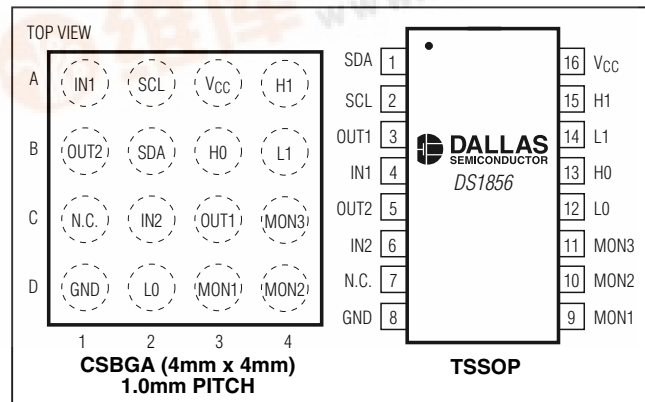 TOP VIEW
A IN1 SCL VCC H1
B OUT2 SDA H0 L1
C N.C. IN2 OUT1 MON3
D GND L0 MON1 MON2
1 2 3 4
CSBGA (4mm x 4mm)
1.0mm PITCH
SDA 1 16 VCC
SCL 2 15 H1
OUT1 3 14 L1
IN1 4 13 H0
OUT2 5 12 L0
IN2 6 11 MON3
N.C. 7 10 MON2
GND 8 9 MON1
DALLAS
SEMICONDUCTOR
DS1856
TSSOP